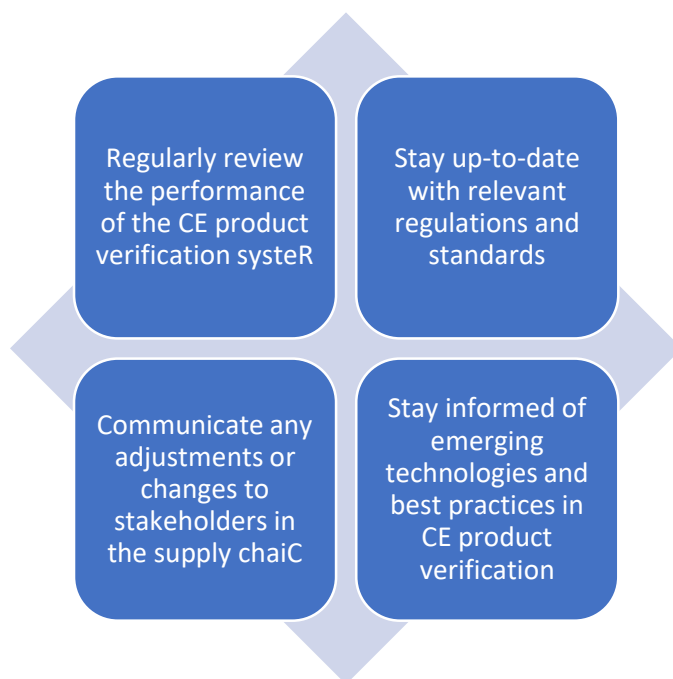 Regularly review
the performance
of the CE product
verification systeR
Stay up-to-date
with relevant
regulations and
standards
Communicate any
adjustments or
changes to
stakeholders in
the supply chaiC
Stay informed of
emerging
technologies and
best practices in
CE product
verification